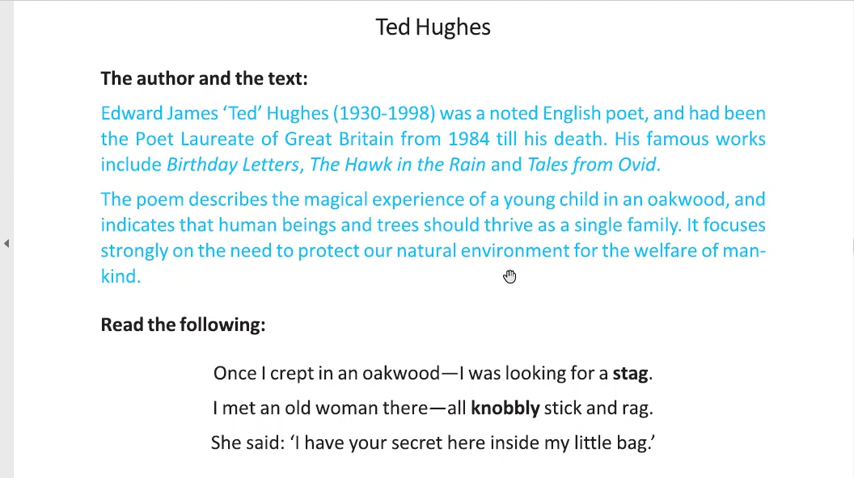 Ted Hughes
The author and the text:
Edward James ‘Ted’ Hughes (1930-1998) was a noted English poet, and had been
the Poet Laureate of Great Britain from 1984 till his death. His famous works
include Birthday Letters, The Hawk in the Rain and Tales from Ovid.
The poem describes the magical experience of a young child in an oakwood, and
indicates that human beings and trees should thrive as a single family. It focuses
strongly on the need to protect our natural environment for the welfare of man-
kind.
Read the following:
Once I crept in an oakwood—I was looking for a stag.
I met an old woman there—all knobbly stick and rag.
She said: ‘I have your secret here inside my little bag.’